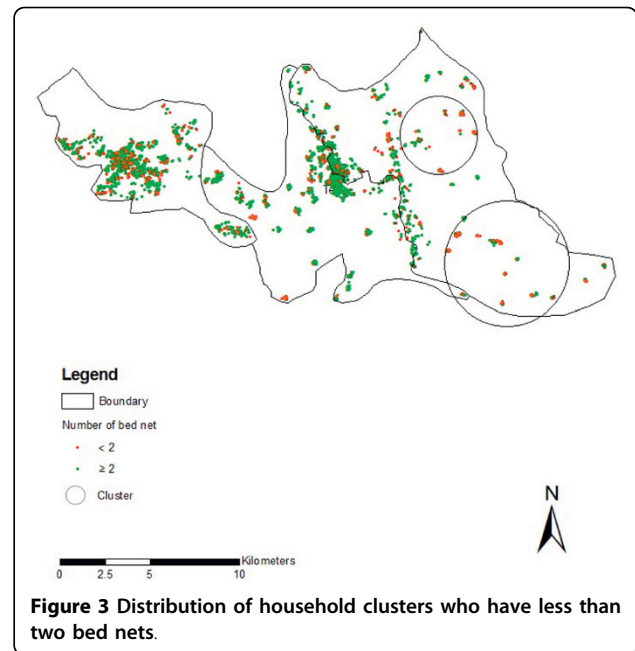 Legend
Boundary
Number of bed net
< 2
≥ 2
Cluster
N
Kilometers
0 2.5 5 10
Figure 3 Distribution of household clusters who have less than
two bed nets.